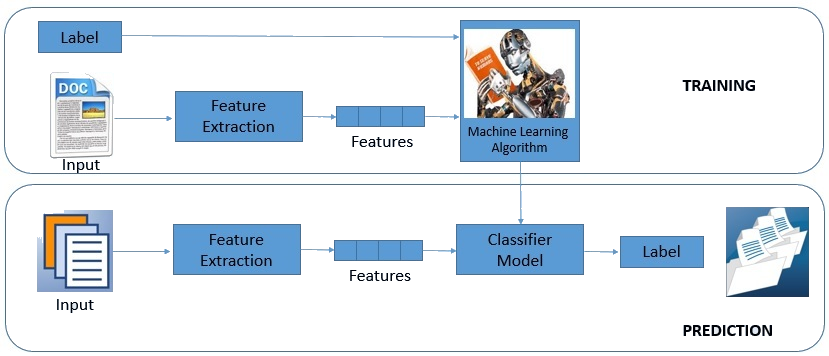 Label
TRAINING
DOC
Feature
Extraction
Input
Features
Machine Learning
Algorithm
Feature
Extraction
Classifier
Model
Label
Features
Input
PREDICTION